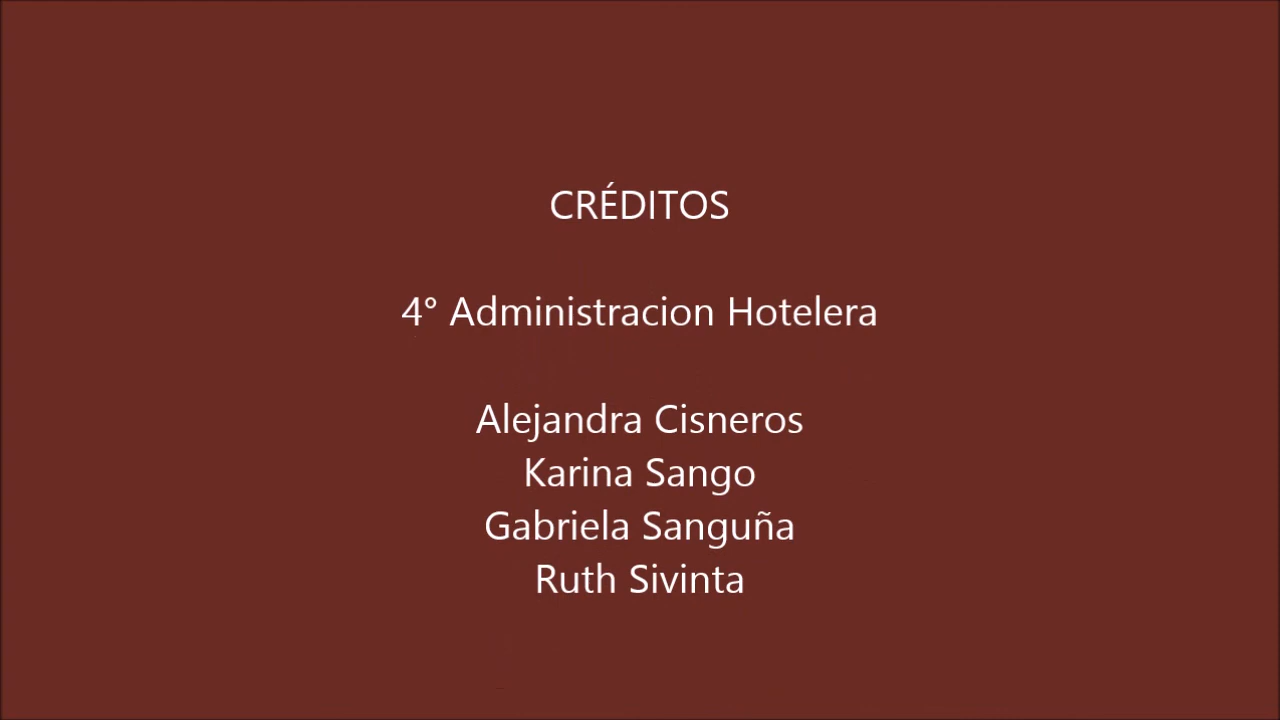 CRÉDITOS
4° Administracion Hotelera
Alejandra Cisneros
Karina Sango
Gabriela Sanguña
Ruth Sivinta